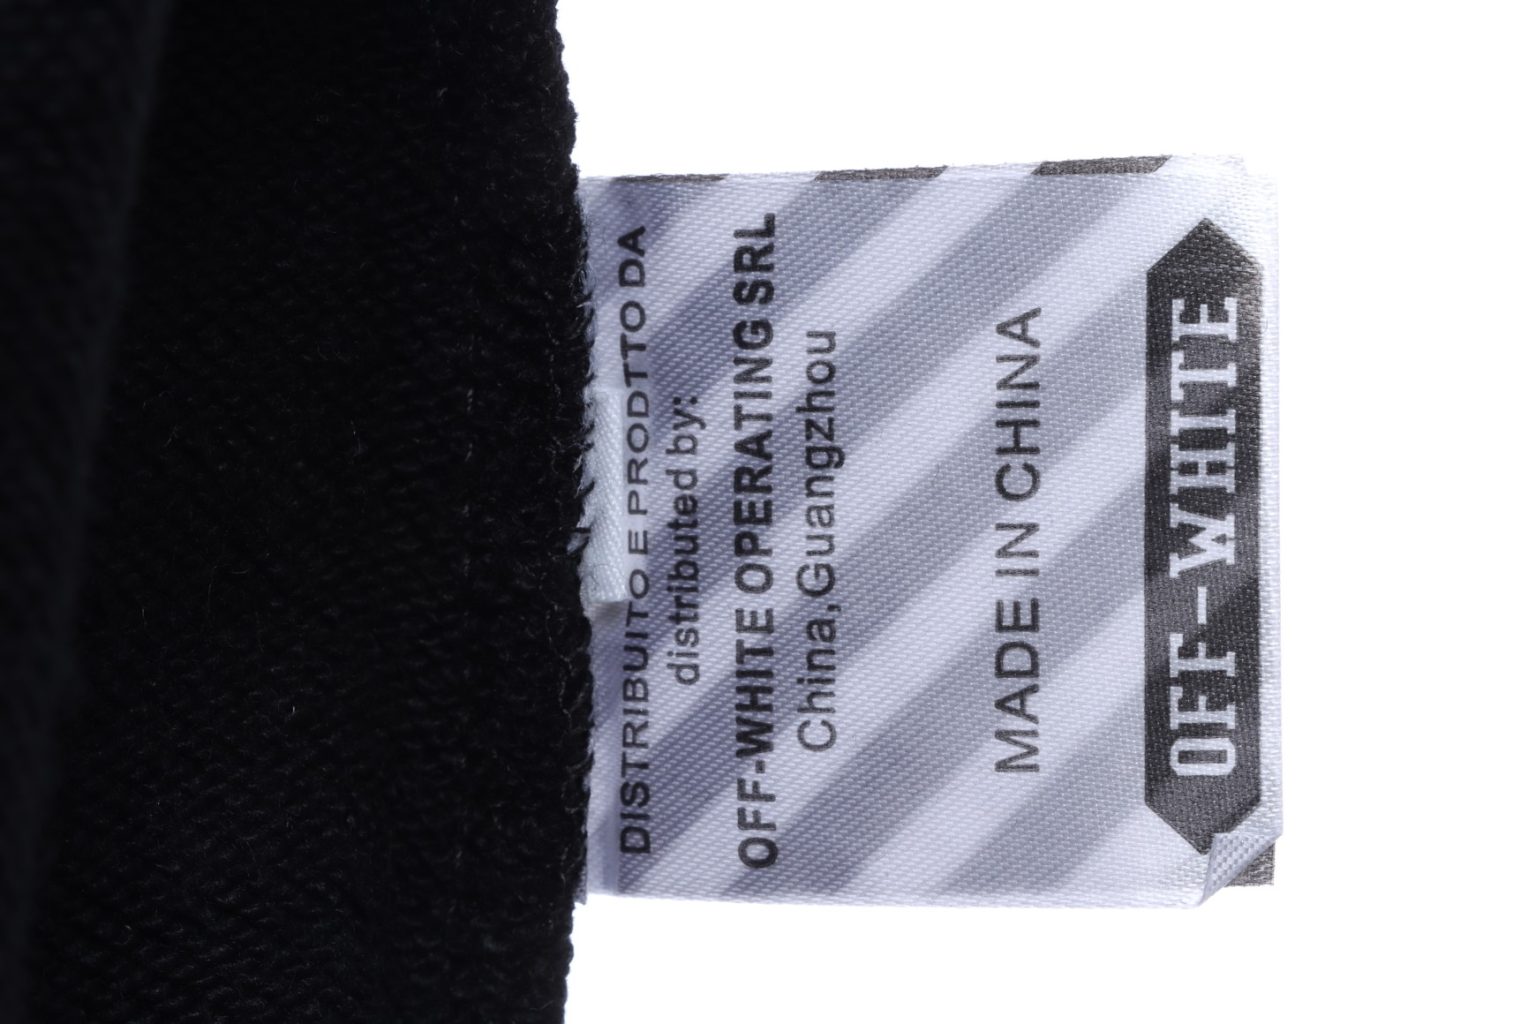 DISTRIBUITO E PRODTTO DA
distributed by:
OFF-WHITE OPERATING SRL
China,Guangzhou
MADE IN CHINA
OFF-WHITE